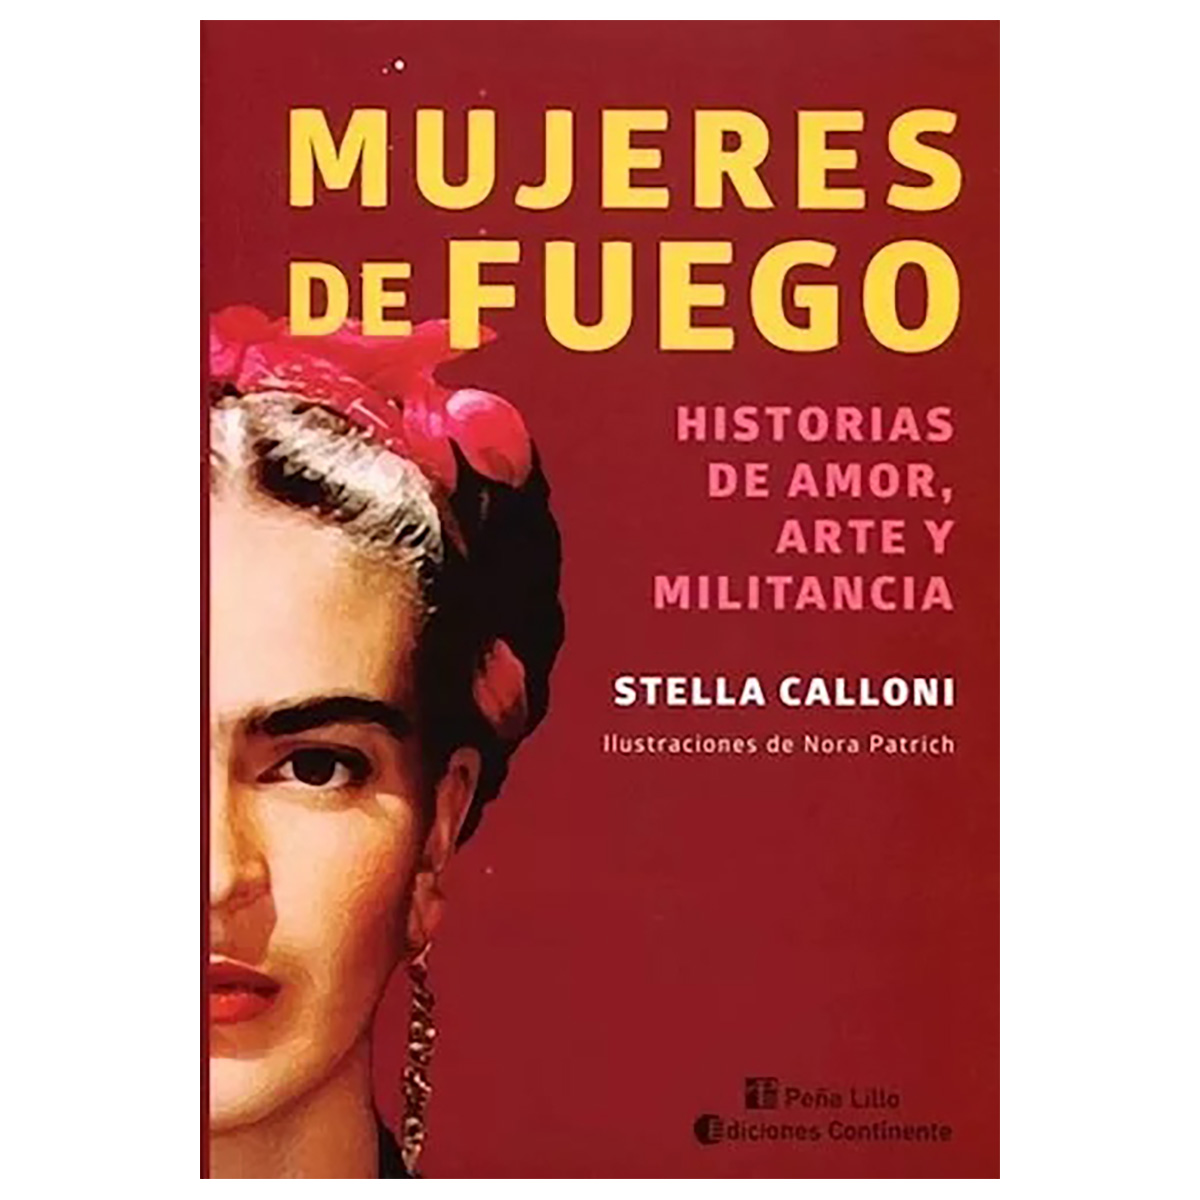 MUJERES
DE FUEGO
HISTORIAS
DE AMOR,
ARTE Y
MILITANCIA
STELLA CALLONI
Ilustraciones de Nora Patrich
Peña Lillo
Ediciones Continente